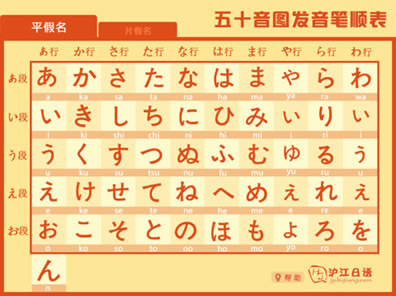 平假名 片假名 五十音图发音笔顺表
あ行 か行 さ行 た行 な行 は行 ま行 や行 ら行 わ行
あ段 あ か さ た な は ま や ら わ
a ka sa ta na ha ma ya ra wa
い段 い き し ち に ひ み い り い
i ki shi chi ni hi mi i ri i
う段 う く す つ ぬ ふ む ゆ る う
u ku su tsu nu fu mu yu ru u
え段 え け せ て ね へ め え れ え
e ke se te ne he me e re e
お段 お こ そ と の ほ も よ ろ を
o ko so to no ho mo yo ro o
ん
n
帮助 沪江日语